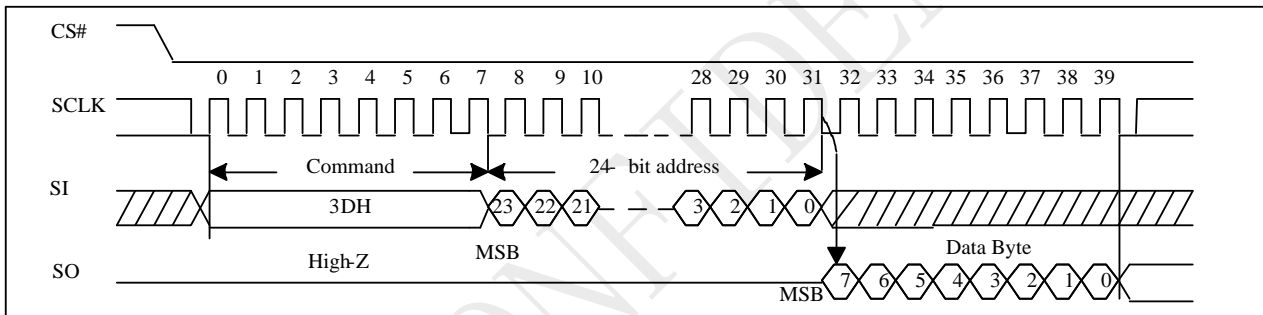 CS#
0 1 2 3 4 5 6 7 8 9 10 28 29 30 31 32 33 34 35 36 37 38 39
SCLK
Command 24- bit address
SI
3DH 23 22 21 3 2 1 0
MSB Data Byte
High-Z
SO
MSB 7 6 5 4 3 2 1 0
CONFIDEN